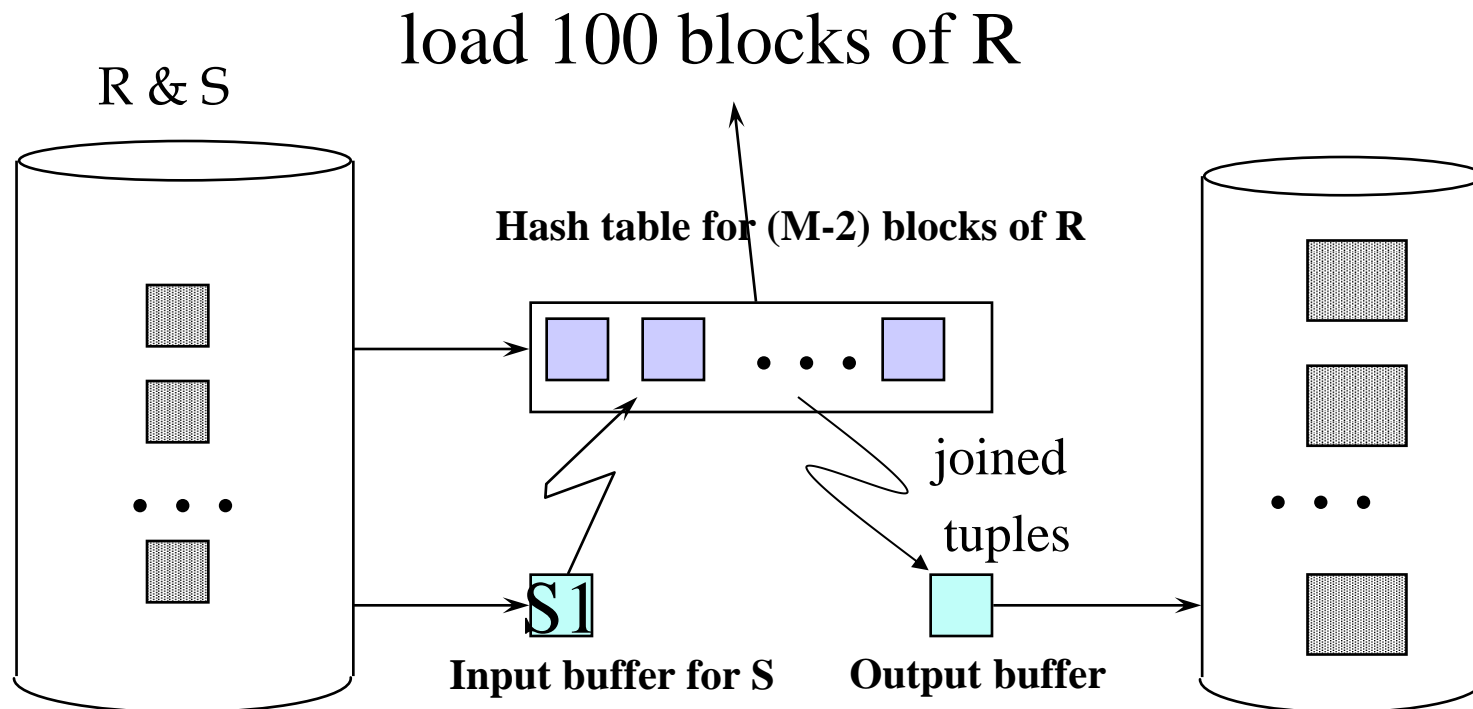 load 100 blocks of R
R & S
Hash table for (M-2) blocks of R
• • •
joined
tuples
• • •
• • •
S1
Input buffer for S
Output buffer